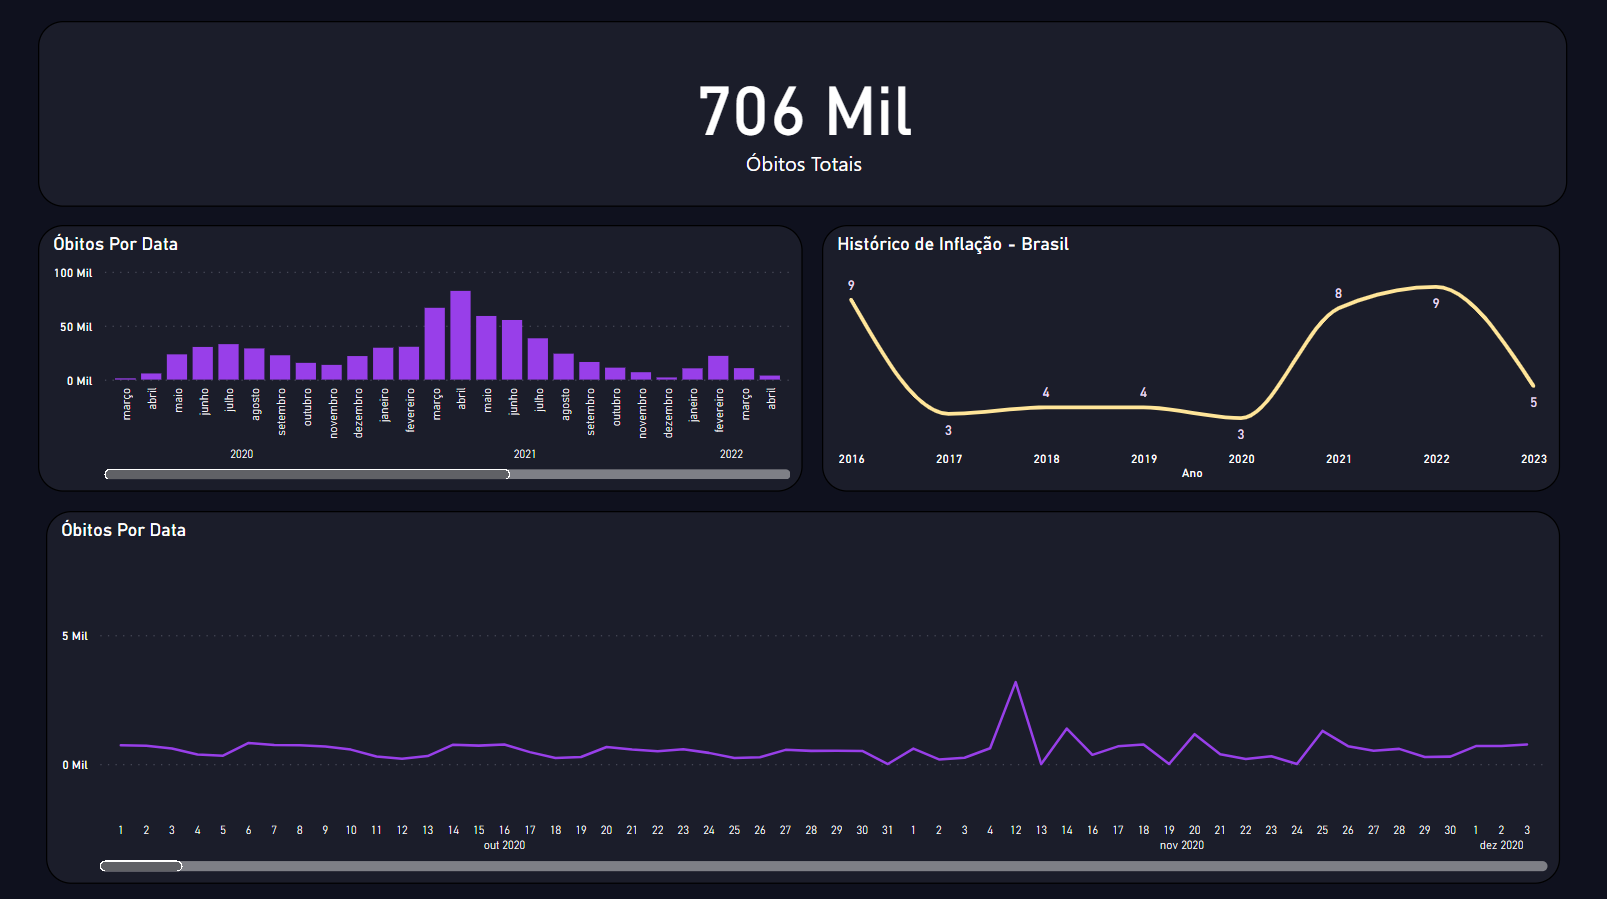 706 Mil
Óbitos Totais
Óbitos Por Data
100 Mil
50 Mil
0 Mil
março abril maio junho julho agosto setembro outubro novembro dezembro janeiro fevereiro março abril maio junho julho agosto setembro outubro novembro dezembro janeiro fevereiro março abril
2020 2021 2022
Histórico de Inflação - Brasil
9 3 4 4 3 8 9 5
2016 2017 2018 2019 2020 2021 2022 2023
Ano
Óbitos Por Data
5 Mil
0 Mil
1 2 3 4 5 6 7 8 9 10 11 12 13 14 15 16 17 18 19 20 21 22 23 24 25 26 27 28 29 30 31 1 2 3 4 12 13 14 16 17 18 19 20 21 22 23 24 25 26 27 28 29 30 1 2 3
out 2020 nov 2020 dez 2020